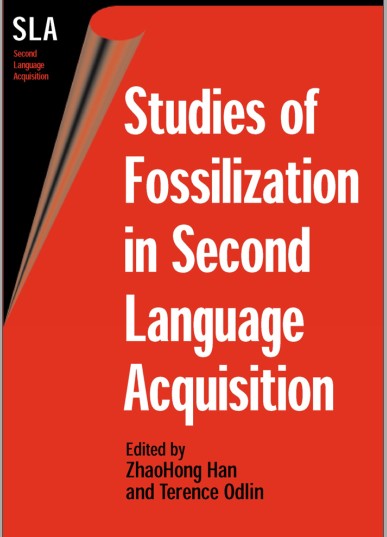 SLA
Second
Language
Acquisition
Studies of
Fossilization
in Second
Language
Acquisition
Edited by
ZhaoHong Han
and Terence Odlin